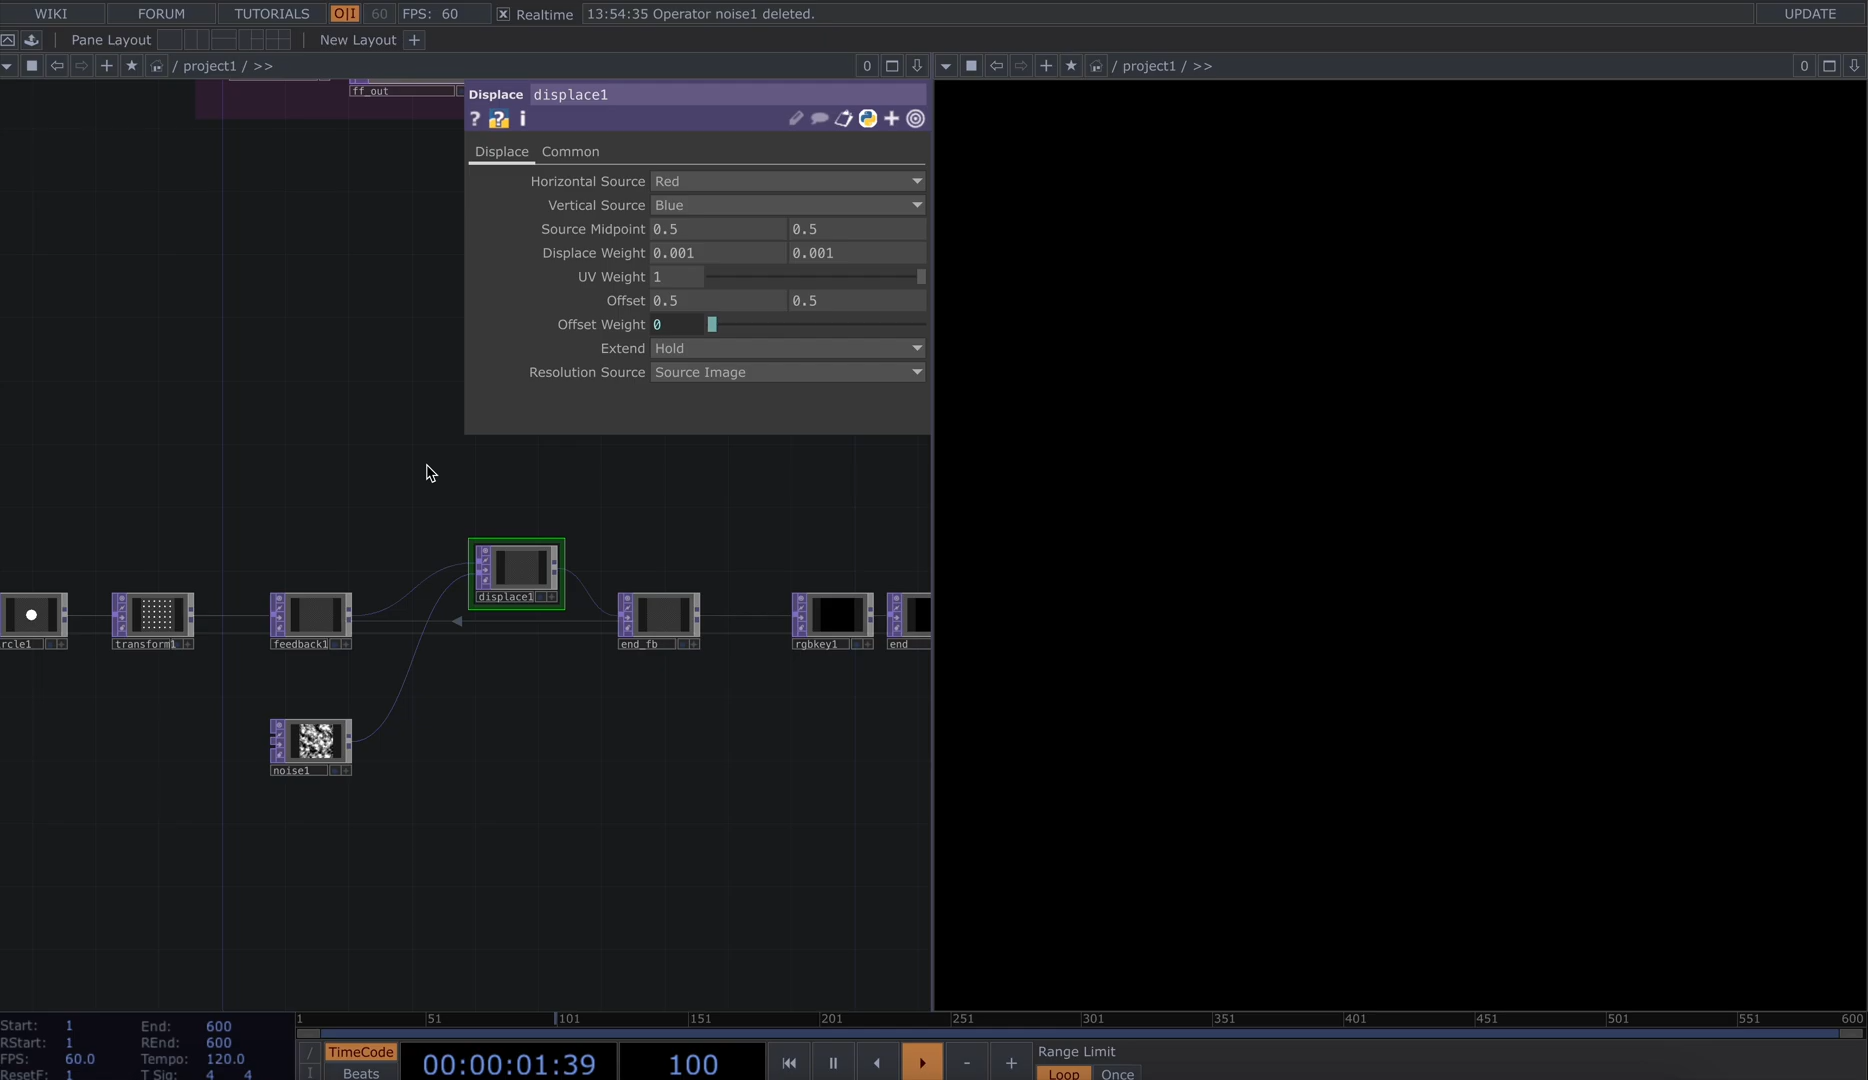 WIKI FORUM TUTORIALS O|I 60 FPS: 60 Realtime 13:54:35 Operator noise1 deleted. UPDATE
Pane Layout New Layout
/ project1 / >> 0 / project1 / >> 0
ff_out
Displace displace1
? ? i
Displace Common
Horizontal Source Red
Vertical Source Blue
Source Midpoint 0.5 0.5
Displace Weight 0.001 0.001
UV Weight 1
Offset 0.5 0.5
Offset Weight 0
Extend Hold
Resolution Source Source Image
displace1
rcle1 transform1 feedback1 end_fb rgbkey1 end
noise1
1 51 101 151 201 251 301 351 401 451 501 551 600
Start: 1 End: 600
RStart: 1 REnd: 600
FPS: 60.0 Tempo: 120.0
ResetF: 1 T Sig: 4 4
/ TimeCode
I Beats
00:00:01:39 100 - +
Range Limit
Loop Once